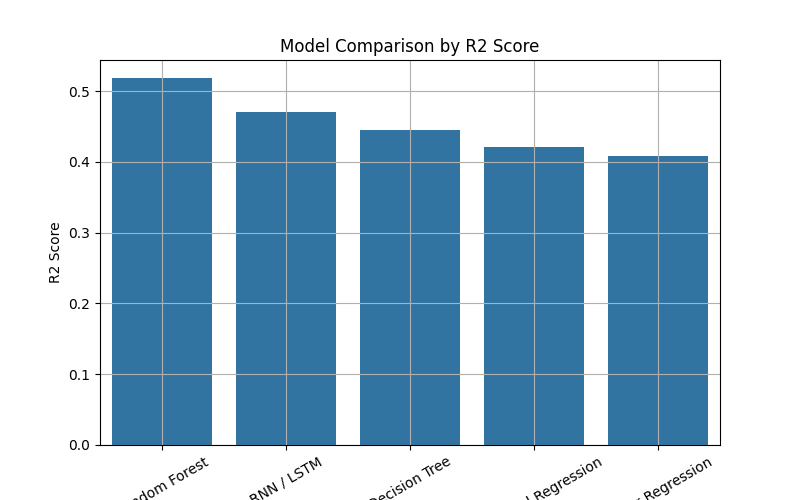 Model Comparison by R2 Score
R2 Score
0.5
0.4
0.3
0.2
0.1
0.0
Forest
RNN / LSTM
Decision Tree
Regression
Regression